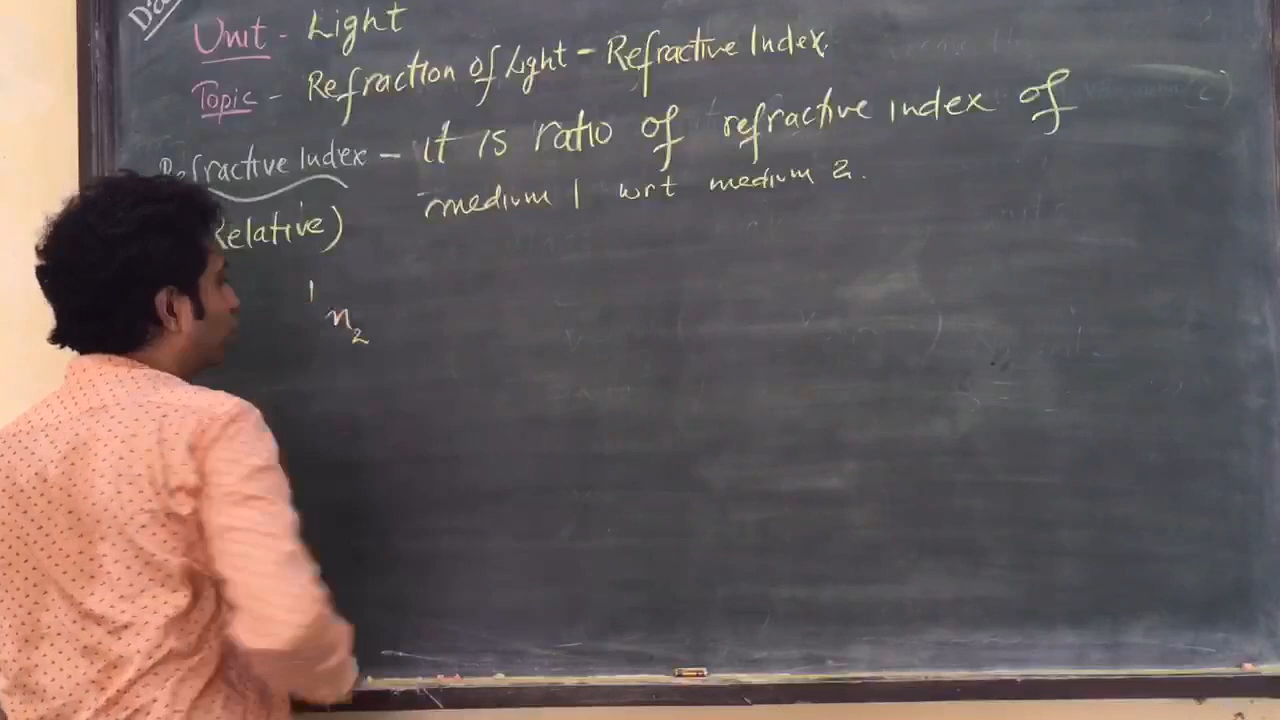 Unit - Light
Topic - Refraction of Light - Refractive Index
Refractive Index - It is ratio of refractive index of
medium 1 wrt medium 2.
Relative)
1
n2